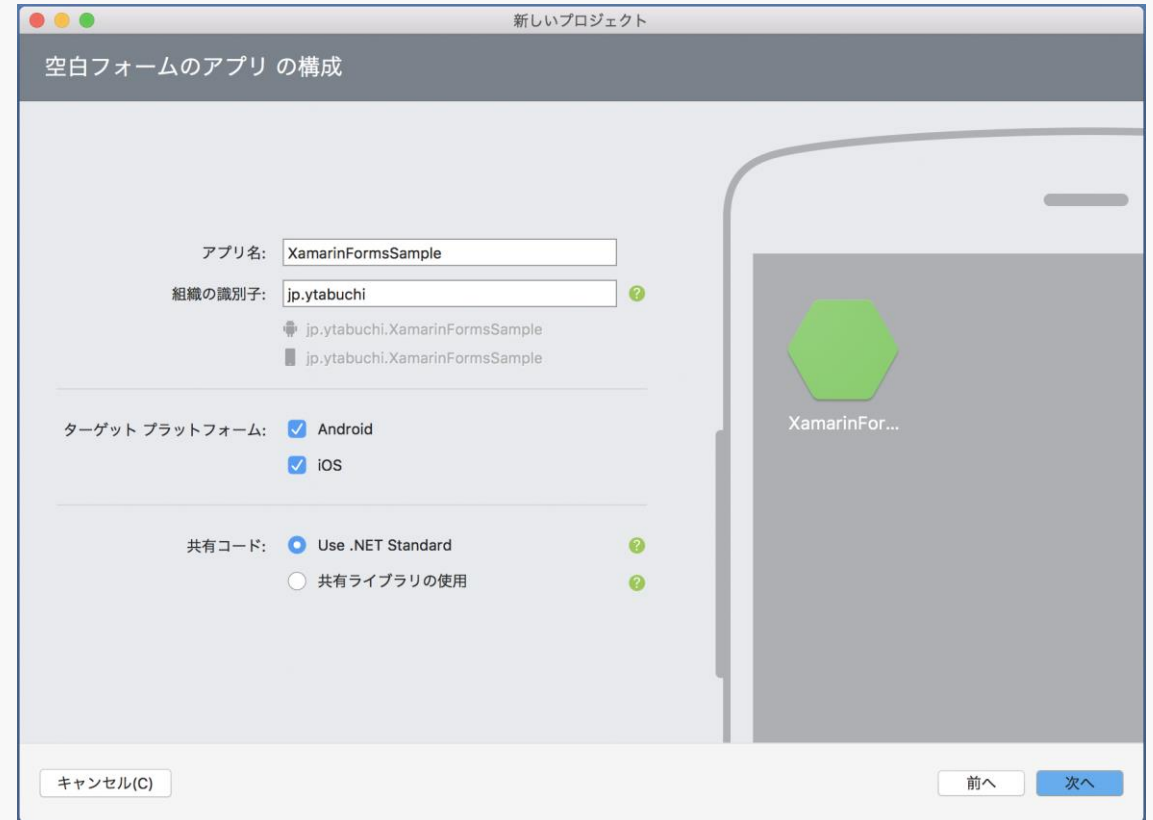 新しいプロジェクト
空白フォームのアプリ の構成
アプリ名: XamarinFormsSample
組織の識別子: jp.ytabuchi ?
jp.ytabuchi.XamarinFormsSample
jp.ytabuchi.XamarinFormsSample
XamarinFor...
ターゲット プラットフォーム: Android
iOS
共有コード: Use .NET Standard ?
共有ライブラリの使用 ?
キャンセル(C) 前へ 次へ